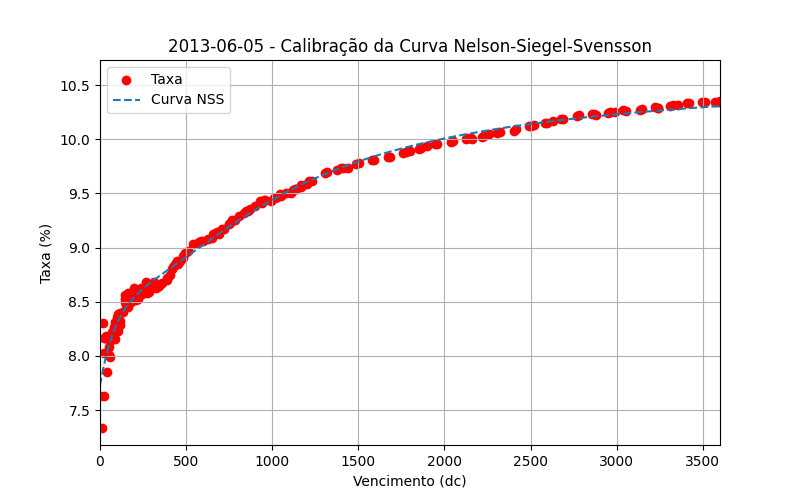 2013-06-05 - Calibração da Curva Nelson-Siegel-Svensson
Taxa
Curva NSS
Taxa (%)
10.5
10.0
9.5
9.0
8.5
8.0
7.5
0 500 1000 1500 2000 2500 3000 3500
Vencimento (dc)